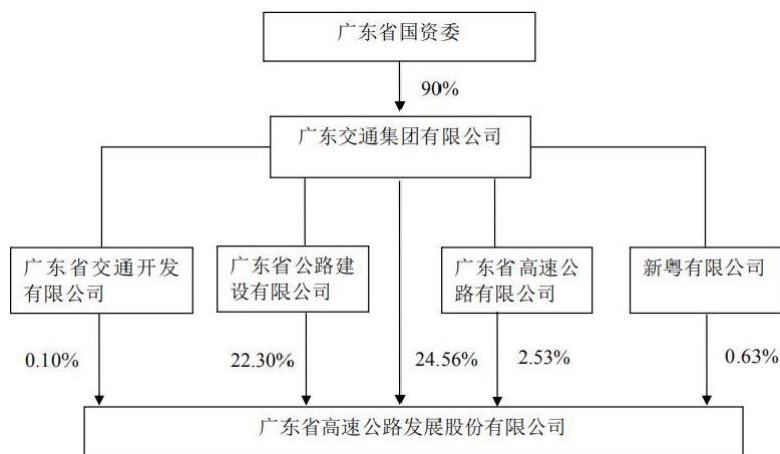 广东省国资委
90%
广东交通集团有限公司
广东省交通开发
有限公司
广东省公路建
设有限公司
广东省高速公
路有限公司
新粤有限公司
0.10%
22.30%
24.56%
2.53%
0.63%
广东省高速公路发展股份有限公司